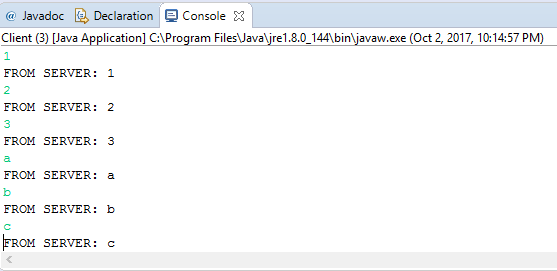 @ Javadoc Declaration Console
Client (3) [Java Application] C:\Program Files\Java\jre1.8.0_144\bin\javaw.exe (Oct 2, 2017, 10:14:57 PM)
1
FROM SERVER: 1
2
FROM SERVER: 2
3
FROM SERVER: 3
a
FROM SERVER: a
b
FROM SERVER: b
c
FROM SERVER: c